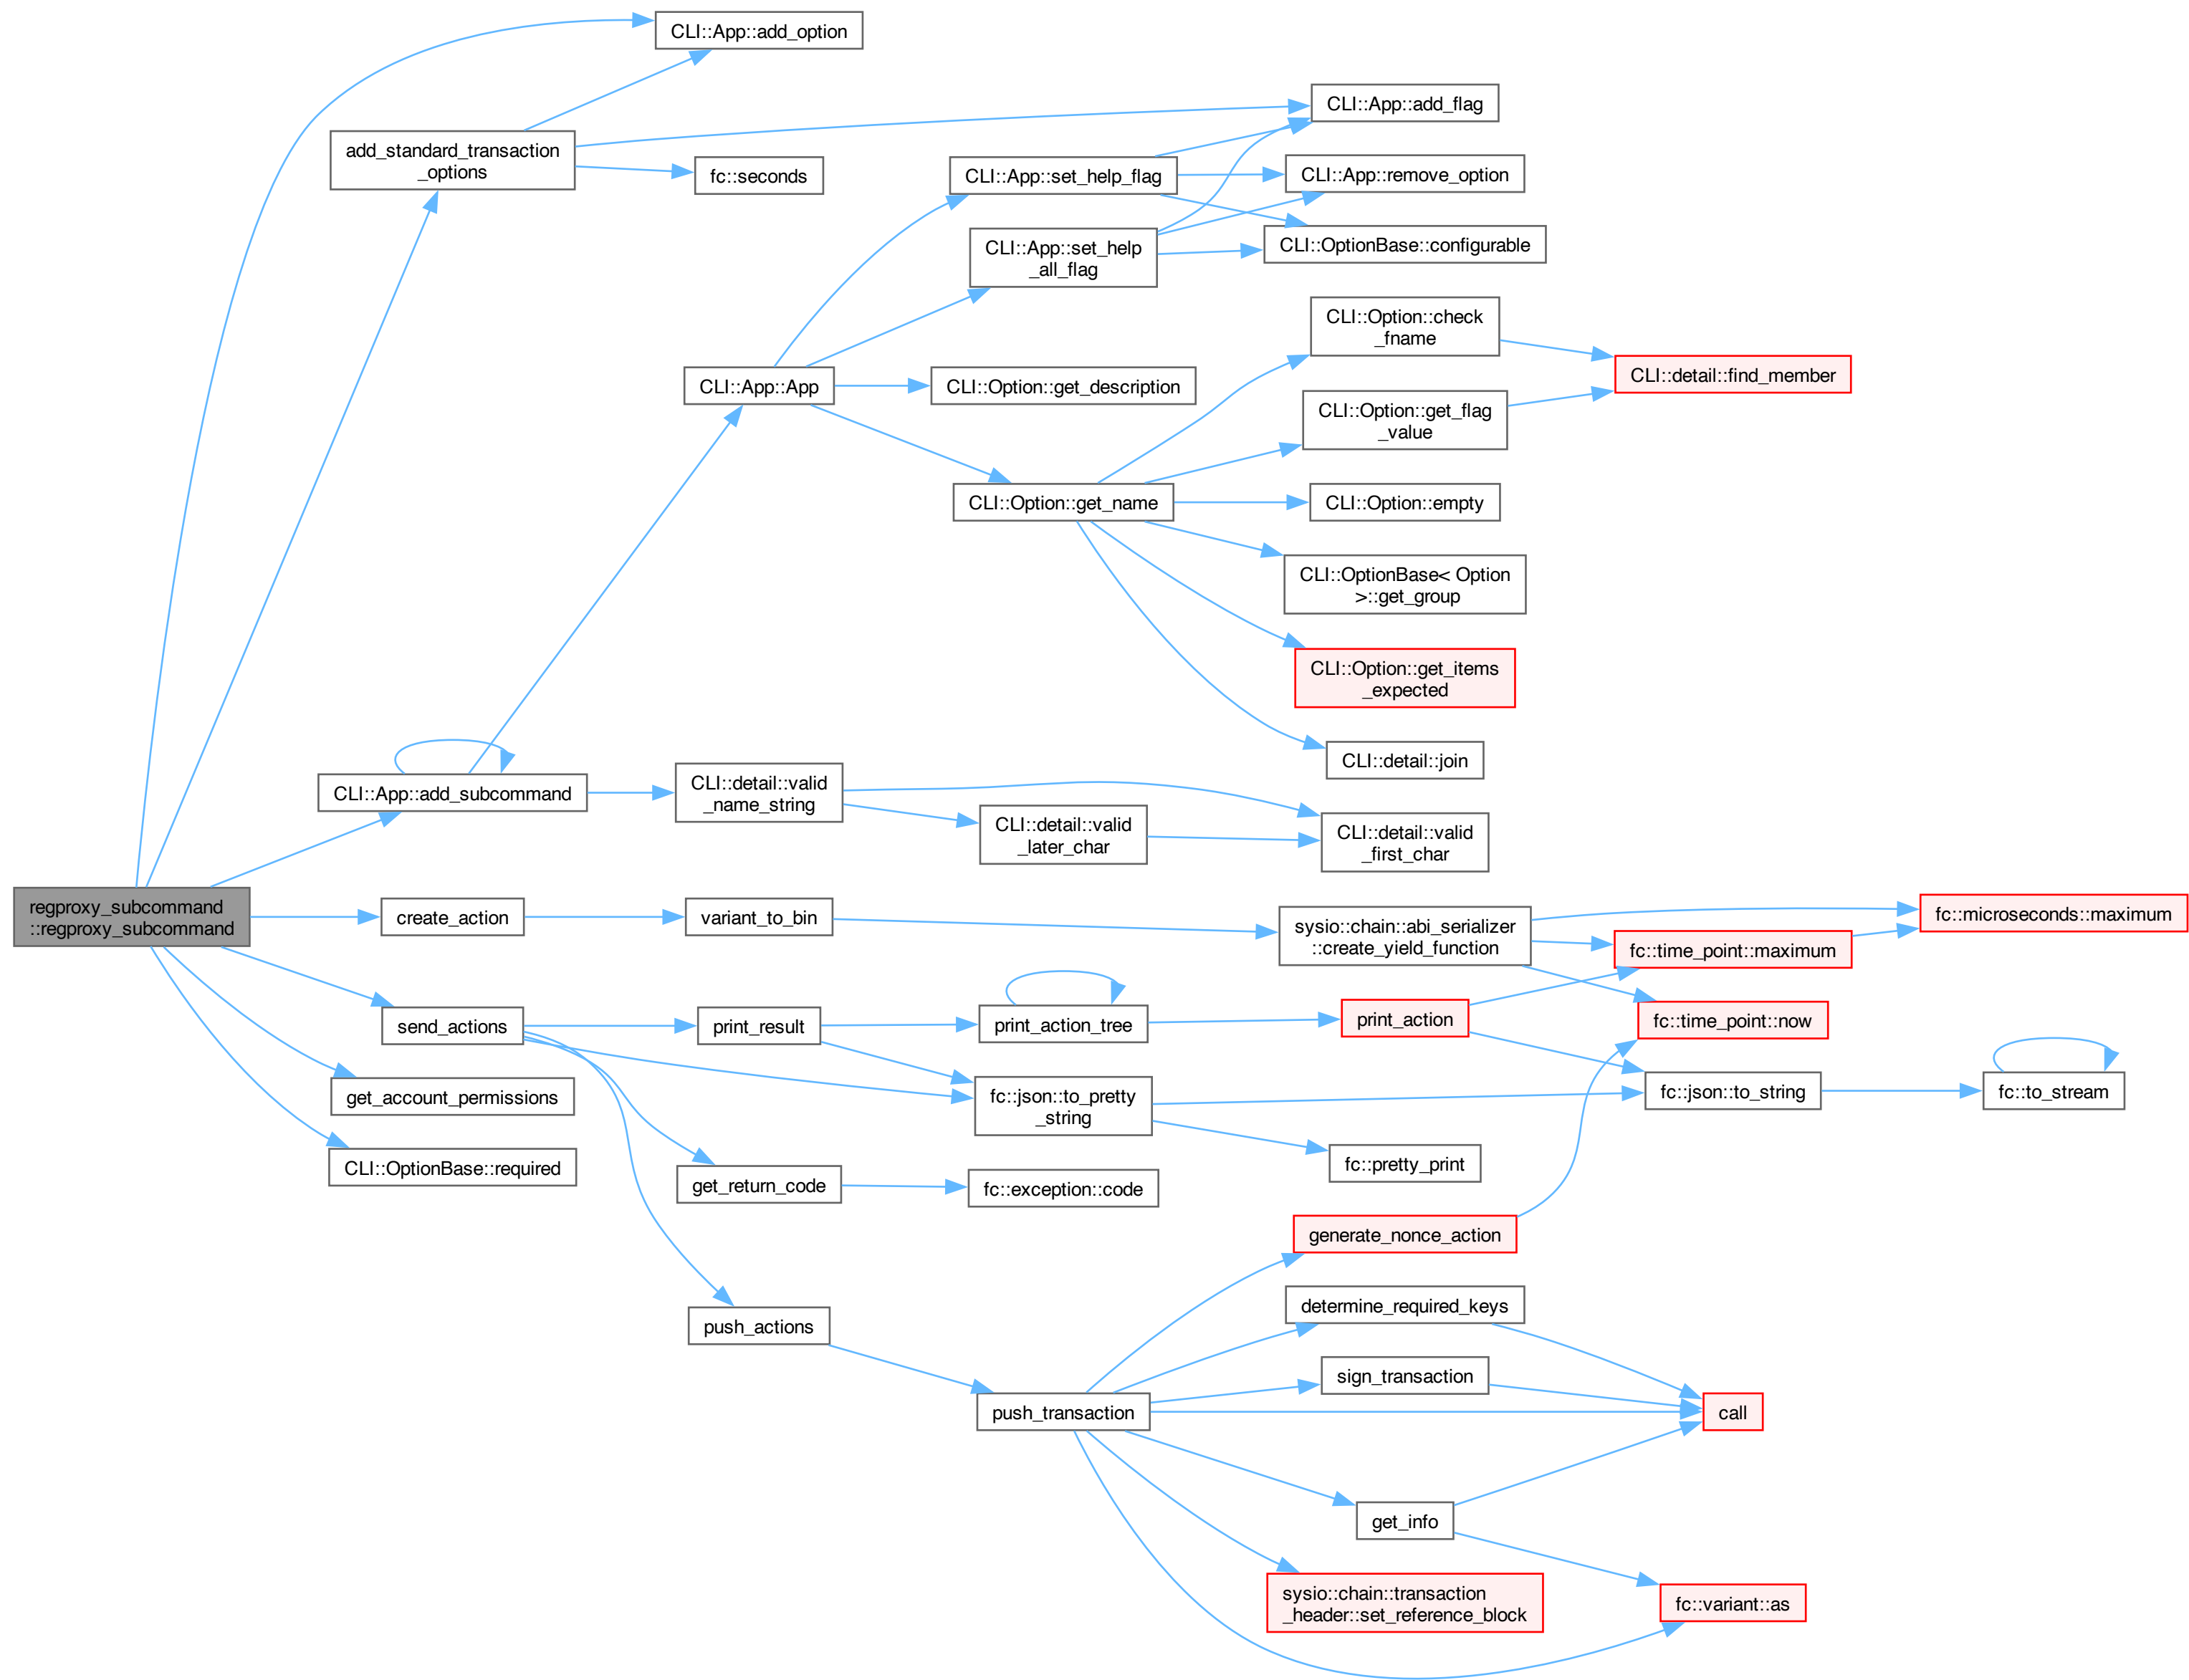 CLI::App::add_option
CLI::App::add_flag
add_standard_transaction
_options
fc::seconds
CLI::App::set_help_flag
CLI::App::remove_option
CLI::App::set_help
_all_flag
CLI::OptionBase::configurable
CLI::Option::check
_fname
CLI::App::App
CLI::Option::get_description
CLI::detail::find_member
CLI::Option::get_flag
_value
CLI::Option::get_name
CLI::Option::empty
CLI::OptionBase< Option
>::get_group
CLI::Option::get_items
_expected
CLI::detail::join
CLI::App::add_subcommand
CLI::detail::valid
_name_string
CLI::detail::valid
_later_char
CLI::detail::valid
_first_char
regproxy_subcommand
::regproxy_subcommand
create_action
variant_to_bin
sysio::chain::abi_serializer
::create_yield_function
fc::microseconds::maximum
fc::time_point::maximum
send_actions
print_result
print_action_tree
print_action
fc::time_point::now
get_account_permissions
fc::json::to_pretty
_string
fc::json::to_string
fc::to_stream
CLI::OptionBase::required
fc::pretty_print
get_return_code
fc::exception::code
generate_nonce_action
determine_required_keys
push_actions
sign_transaction
push_transaction
call
get_info
sysio::chain::transaction
_header::set_reference_block
fc::variant::as